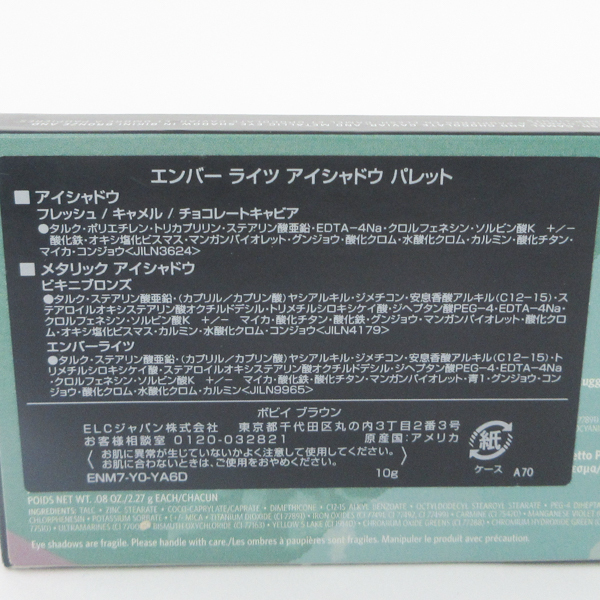 エンバー ライツ アイシャドウ パレット
■ アイシャドウ
フレッシュ / キャメル / チョコレートキャビア
●タルク・ポリエチレン・トリカプリリン・ステアリン酸亜鉛・EDTA-4Na・クロルフェネシン・ソルビン酸K +/−
酸化鉄・オキシ塩化ビスマス・マンガンバイオレット・グンジョウ・酸化クロム・水酸化クロム・カルミン・酸化チタン・
マイカ・コンジョウ<JILN3624>
■ メタリック アイシャドウ
ビキニブロンズ
●タルク・ステアリン酸亜鉛・(カプリル/カプリン酸)ヤシアルキル・ジメチコン・安息香酸アルキル(C12-15)・ス
テアロイルオキシステアリン酸オクチルドデシル・トリメチルシロキシケイ酸・ジヘプタン酸PEG-4・EDTA-4Na・
クロルフェネシン・ソルビン酸K +/− マイカ・酸化チタン・酸化鉄・グンジョウ・マンガンバイオレット・酸化クロ
ム・オキシ塩化ビスマス・カルミン・水酸化クロム・コンジョウ<JILN4179>
エンバーライツ
●タルク・ステアリン酸亜鉛・(カプリル/カプリン酸)ヤシアルキル・ジメチコン・安息香酸アルキル(C12-15)・ト
リメチルシロキシケイ酸・ステアロイルオキシステアリン酸オクチルドデシル・ジヘプタン酸PEG-4・EDTA-4Na
・クロルフェネシン・ソルビン酸K +/− マイカ・酸化鉄・酸化チタン・マンガンバイオレット・青1・グンジョウ・コン
ジョウ・酸化クロム・水酸化クロム・カルミン<JILN9965>
ボビイ ブラウン
ELCジャパン株式会社 東京都千代田区丸の内3丁目2番3号
お客様相談室 0120-032821 原産国:アメリカ
お肌に異常が生じていないかよく注意して使用してください。
お肌に合わないときは、ご使用をおやめください。
ENM7-Y0-YA6D 10g
紙
ケース A70
POIDS NET WT. .08 OZ./2.27 g EACH/CHACUN
INGREDIENTS: TALC • ZINC STEARATE • COCO-CAPRYLATE/CAPRATE • DIMETHICONE • C12-15 ALKYL BENZOATE • OCTYLDODECYL STEAROYL STEARATE • PEG-4
CHLORPHENESIN • POTASSIUM SORBATE
Eye shadows are fragile. Please handle with care./Les ombres à paupières sont fragiles. Manipuler le produit avec précaution.